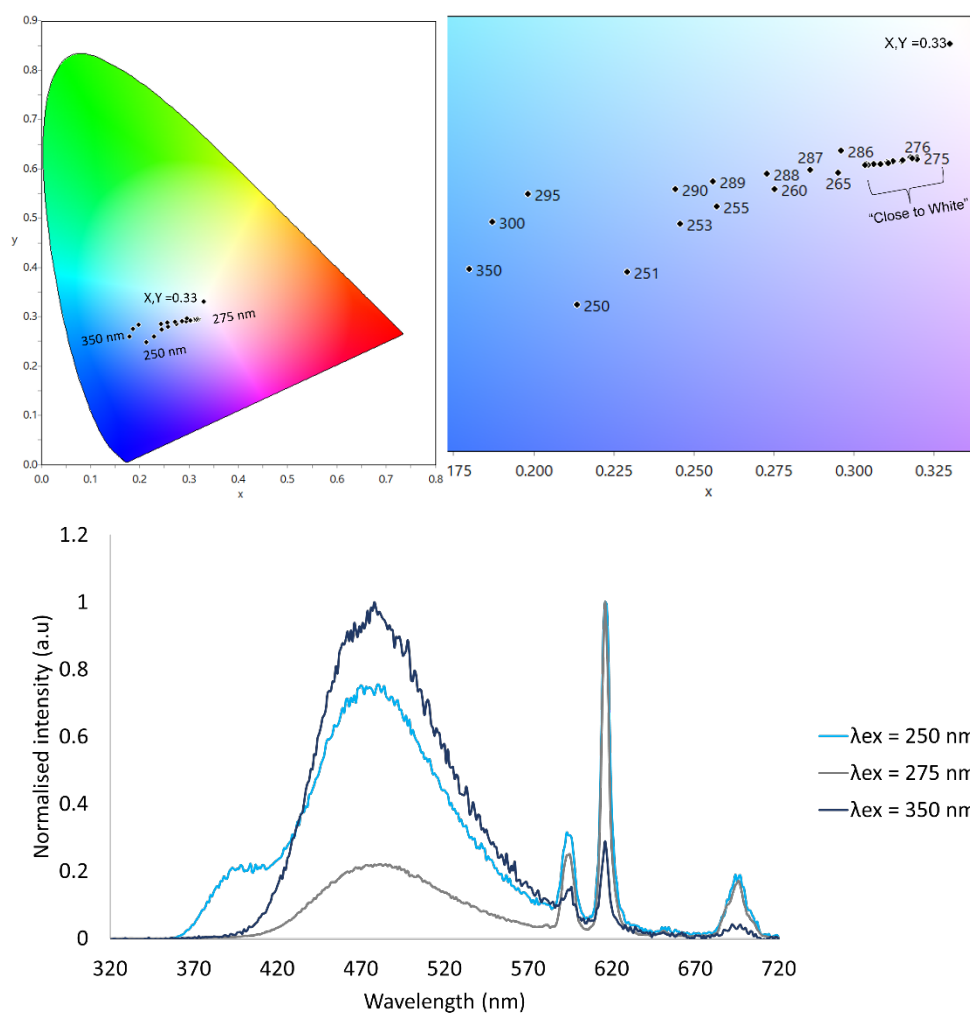 0.9
0.8
0.7
0.6
0.5
0.4
0.3
0.2
0.1
0.0
y
X,Y =0.33
350 nm
275 nm
250 nm
0.0 0.1 0.2 0.3 0.4 0.5 0.6 0.7 0.8
x
X,Y =0.33
295
300
350
290
289
288
287
286
276
275
260
265
255
253
251
250
“Close to White”
.175 0.200 0.225 0.250 0.275 0.300 0.330
x
1.2
1
0.8
0.6
0.4
0.2
0
Normalised intensity (a.u)
320 370 420 470 520 570 620 670 720
Wavelength (nm)
λex = 250 nm
λex = 275 nm
λex = 350 nm